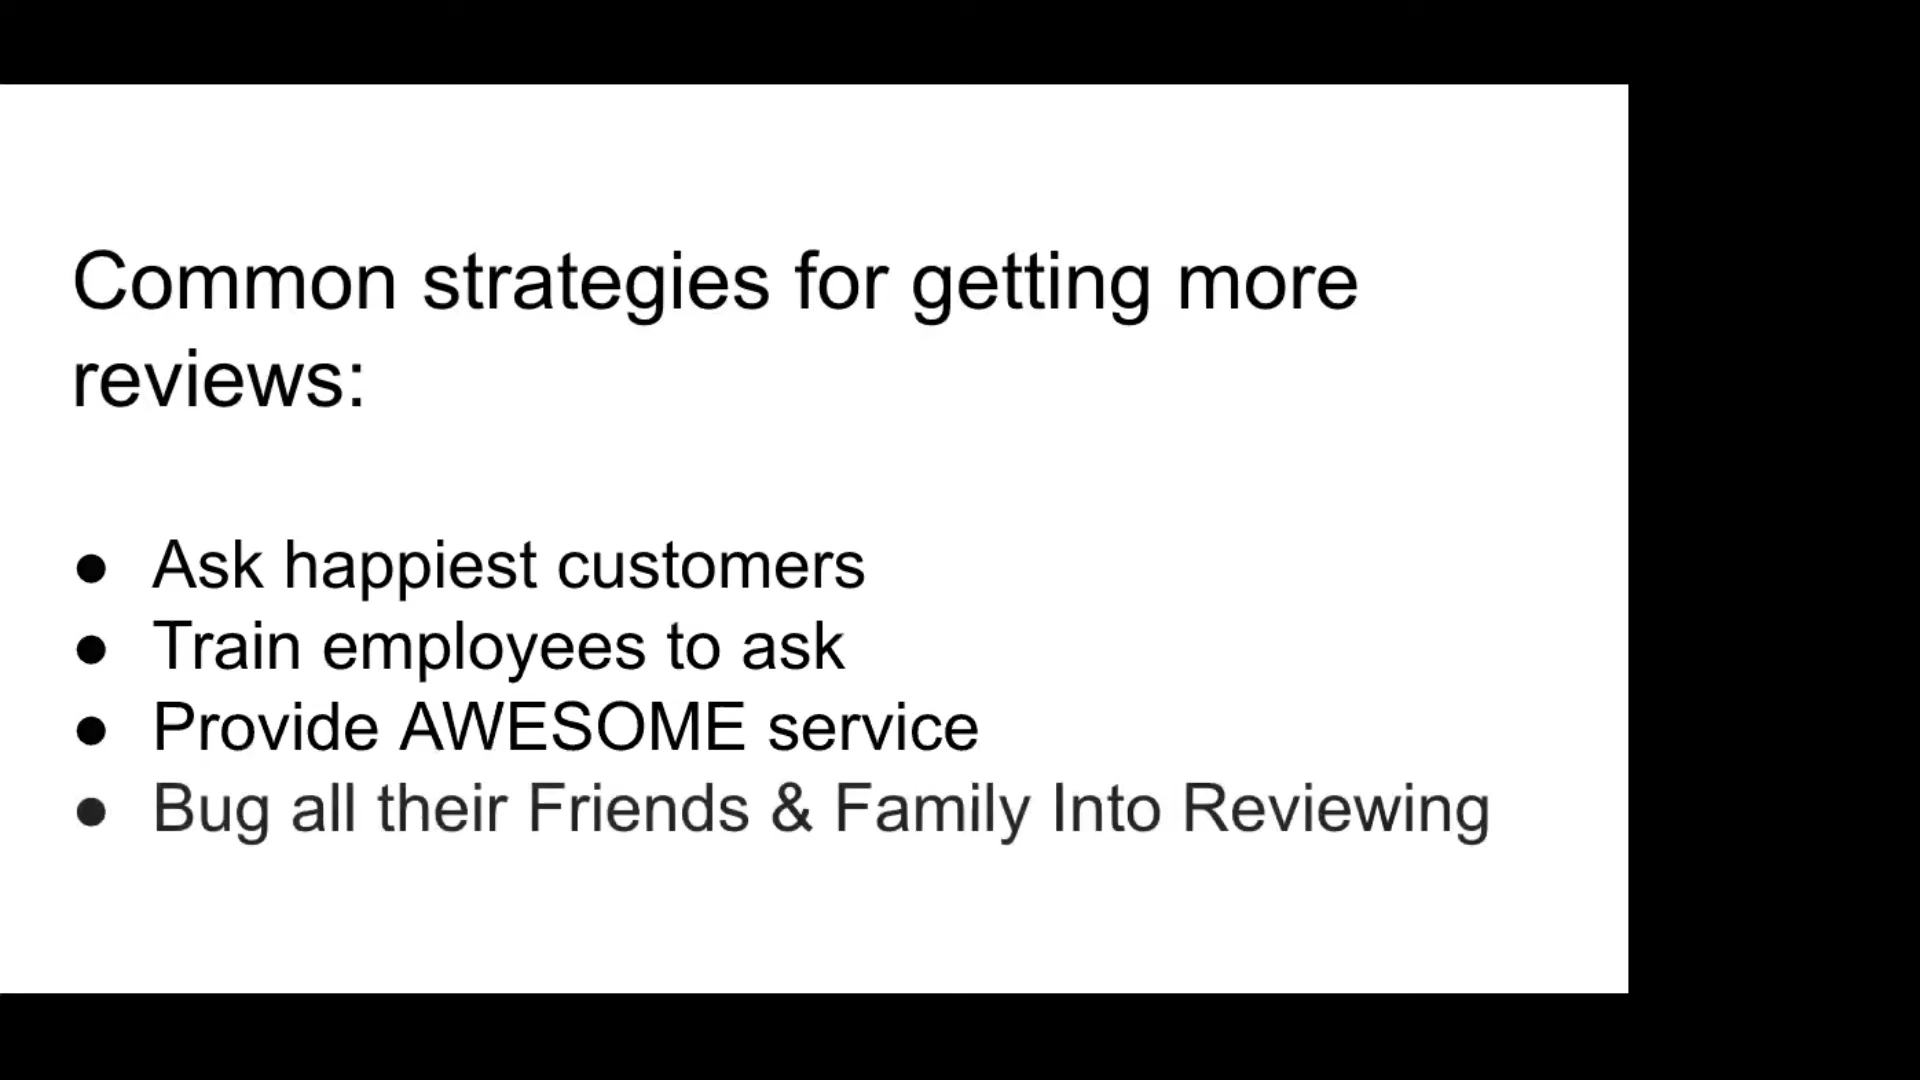 Common strategies for getting more
reviews:
● Ask happiest customers
● Train employees to ask
● Provide AWESOME service
● Bug all their Friends & Family Into Reviewing